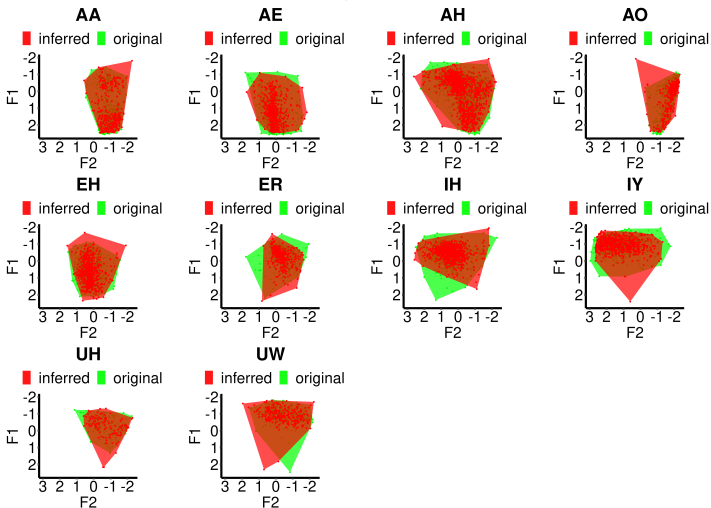 AA AE AH AO
inferred original inferred original inferred original inferred original
-2 -2 -2 -2
-1 -1 -1 -1
0 0 0 0
1 1 1 1
2 2 2 2
F1 F1 F1 F1
3 2 1 0 -1 -2 3 2 1 0 -1 -2 3 2 1 0 -1 -2 3 2 1 0 -1 -2
F2 F2 F2 F2
EH ER IH IY
inferred original inferred original inferred original inferred original
-2 -2 -2 -2
-1 -1 -1 -1
0 0 0 0
1 1 1 1
2 2 2 2
F1 F1 F1 F1
3 2 1 0 -1 -2 3 2 1 0 -1 -2 3 2 1 0 -1 -2 3 2 1 0 -1 -2
F2 F2 F2 F2
UH UW
inferred original inferred original
-2 -2
-1 -1
0 0
1 1
2 2
F1 F1
3 2 1 0 -1 -2 3 2 1 0 -1 -2
F2 F2